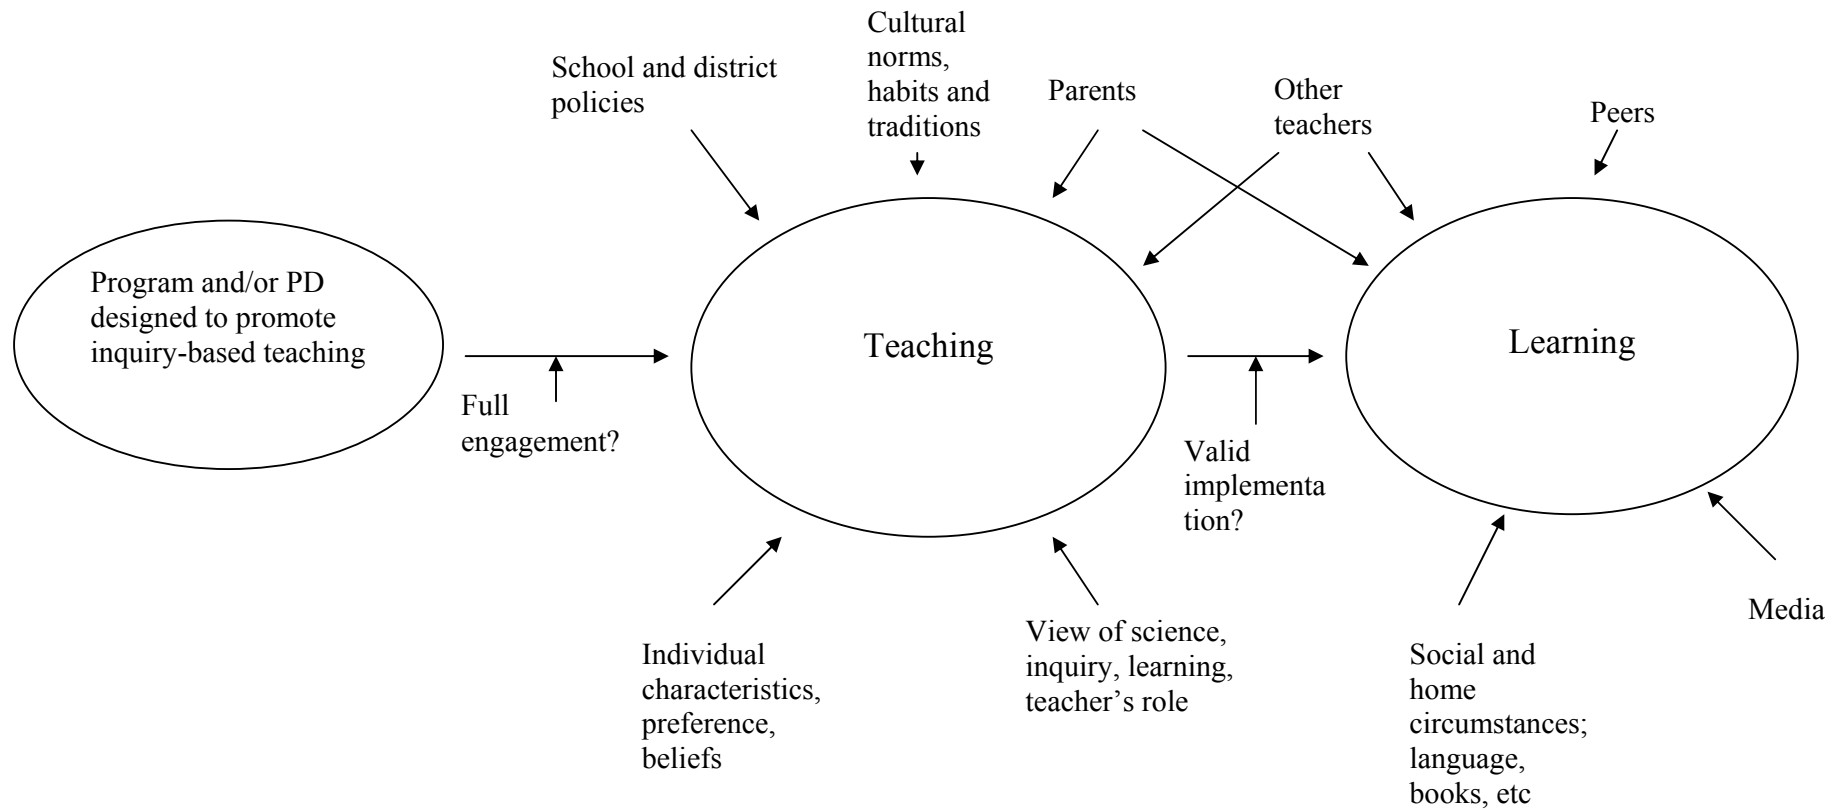 Cultural
norms,
habits and
traditions
School and district
policies
Parents
Other
teachers
Peers
Program and/or PD
designed to promote
inquiry-based teaching
Teaching
Learning
Full
engagement?
Valid
implementa
tion?
Individual
characteristics,
preference,
beliefs
View of science,
inquiry, learning,
teacher’s role
Social and
home
circumstances;
language,
books, etc
Media